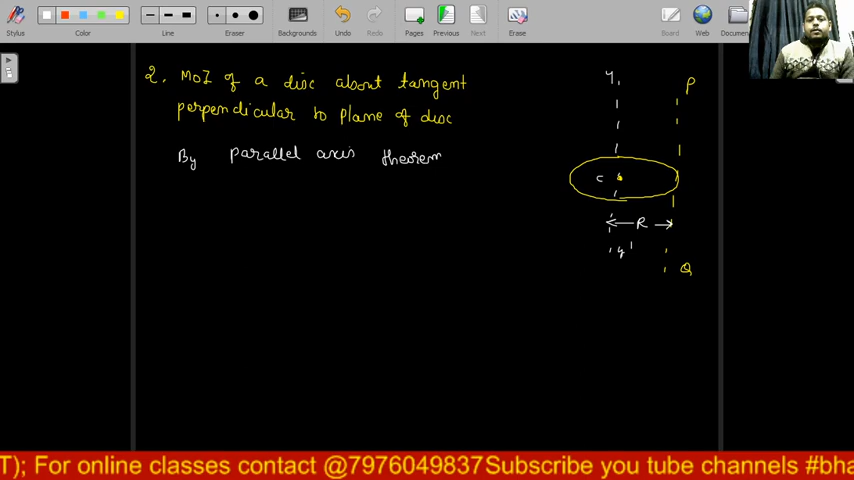 Stylus
Color
Line
Eraser
Backgrounds
Undo
Pages
Previous
Next
Erase
Board
Web
Documen
2. MOI of a disc about tangent
perpendicular to plane of disc
By parallel axis theorem
y
P
c
R
y'
Q
T); For online classes contact @7976049837Subscribe you tube channels #bha